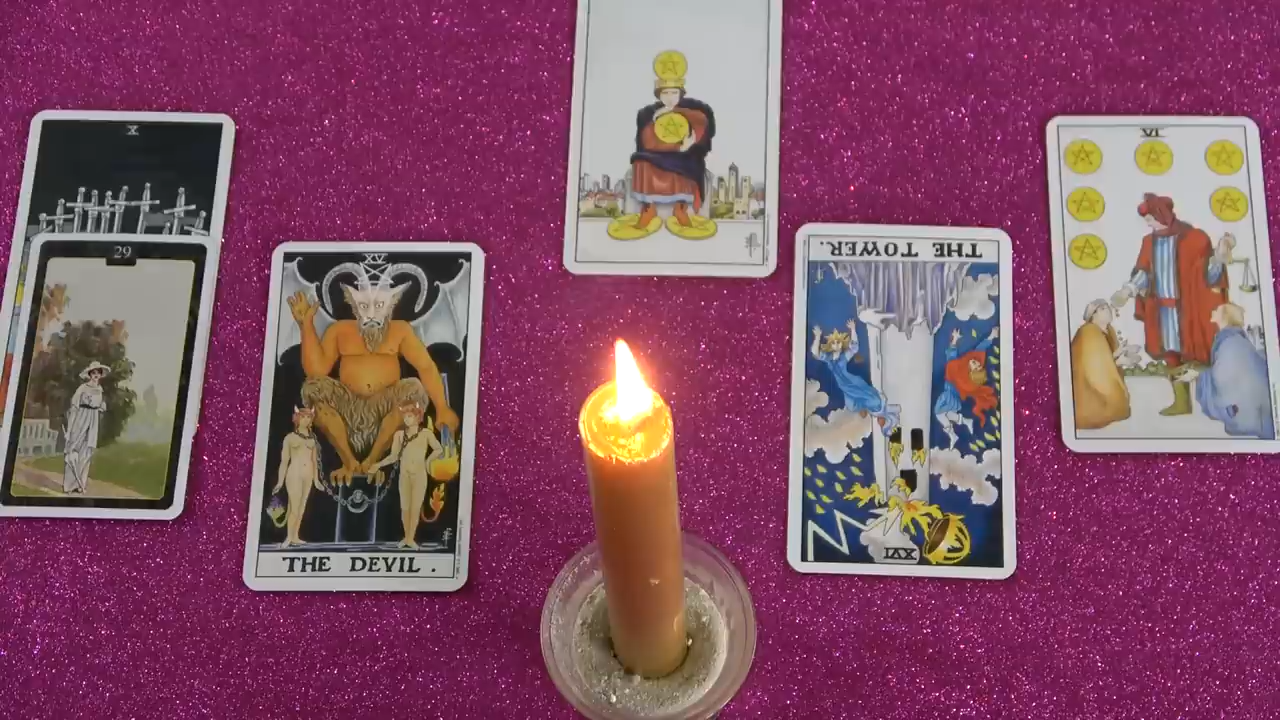 X
29
XV
THE DEVIL.
THE TOWER.
XVI
VI